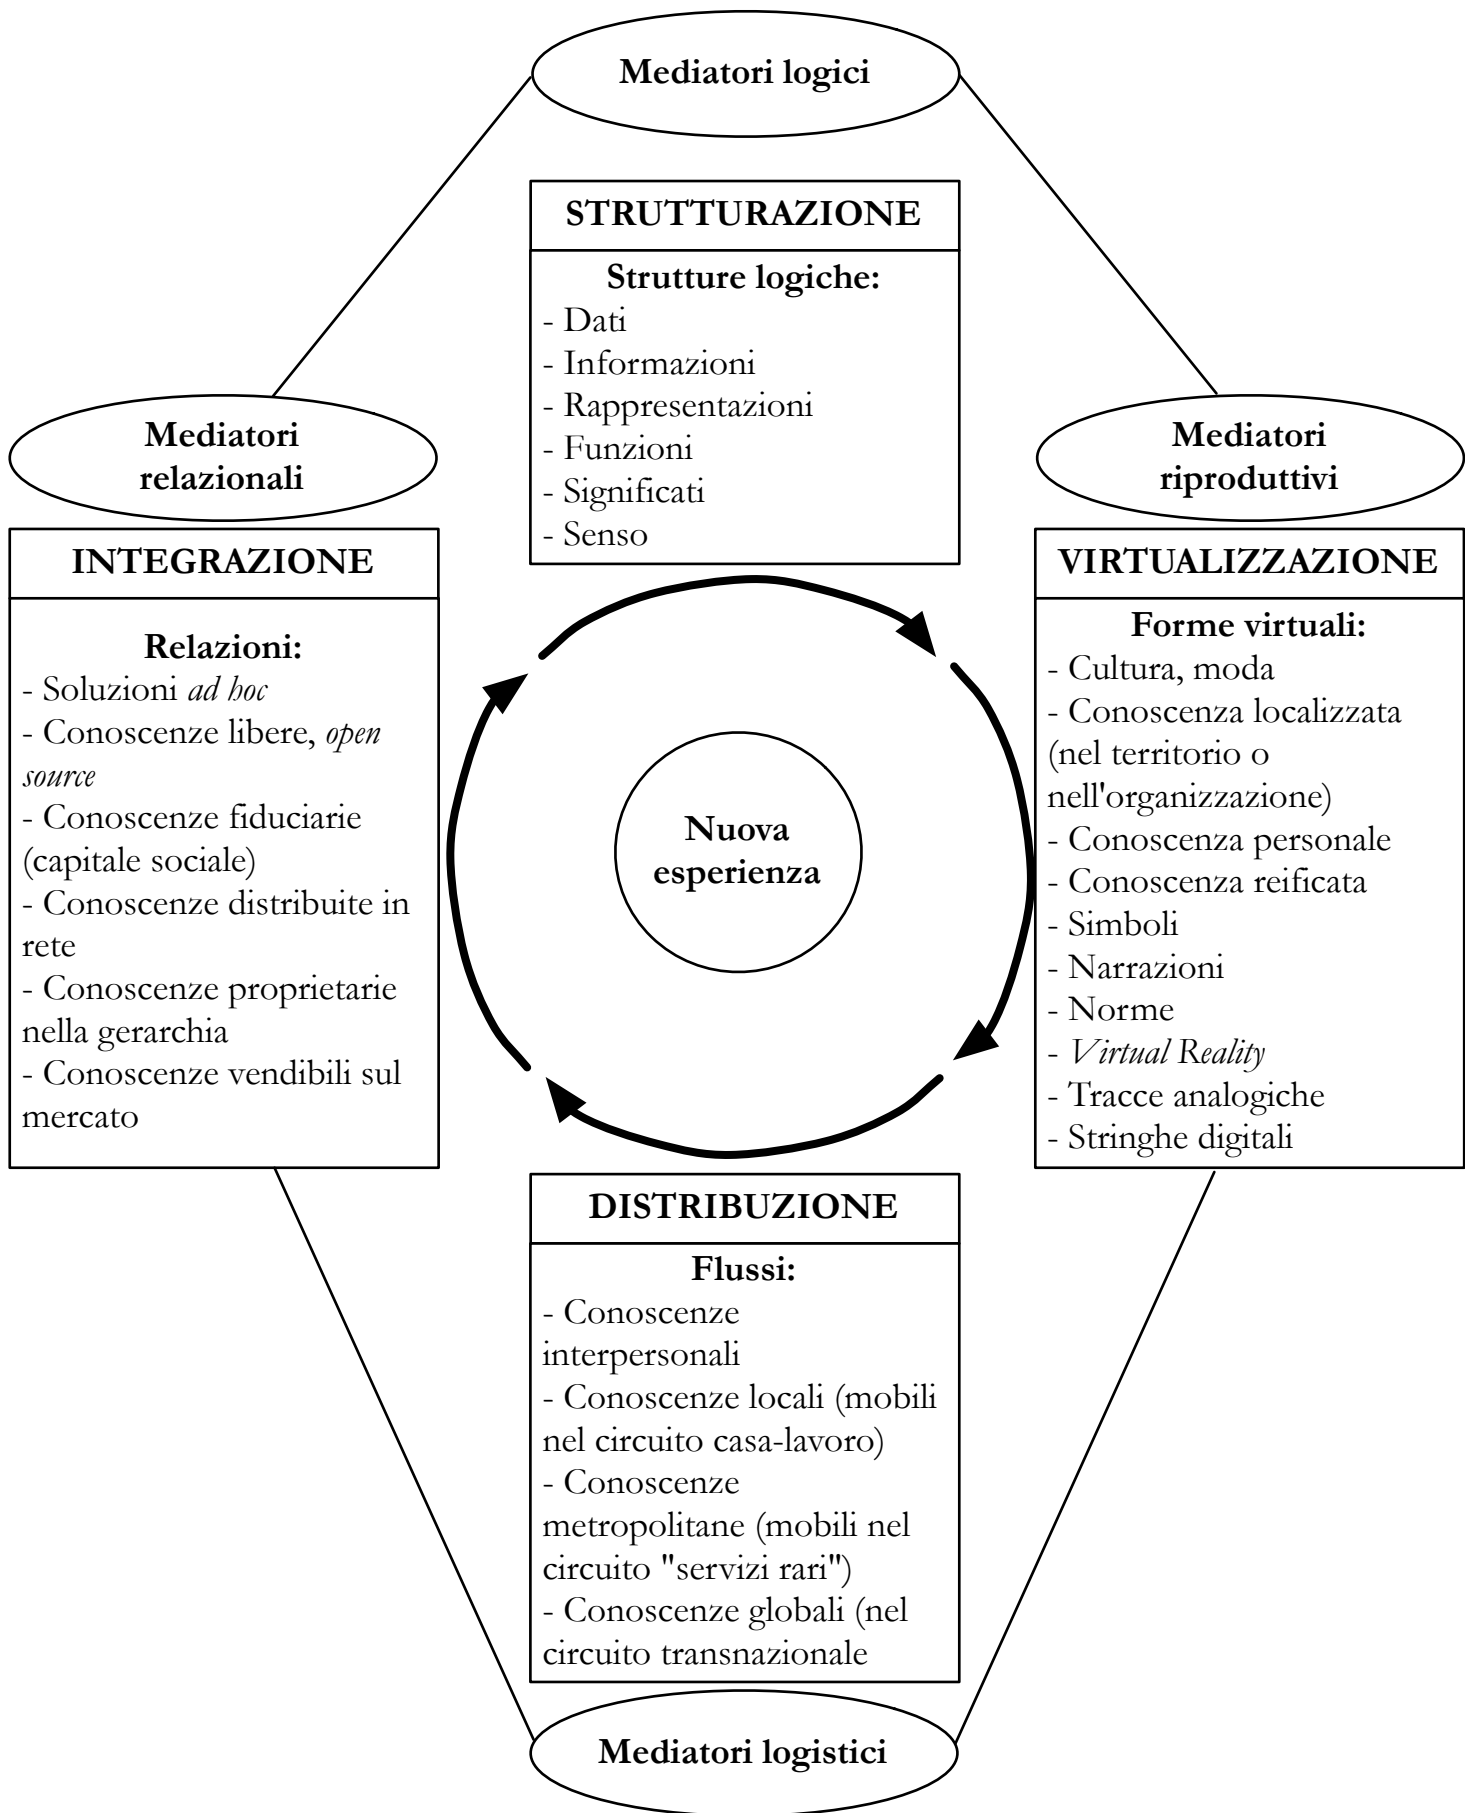 Mediatori logici
STRUTTURAZIONE
Strutture logiche:
- Dati
- Informazioni
- Rappresentazioni
- Funzioni
- Significati
- Senso
Mediatori
relazionali
INTEGRAZIONE
Relazioni:
- Soluzioni ad hoc
- Conoscenze libere, open
source
- Conoscenze fiduciarie
(capitale sociale)
- Conoscenze distribuite in
rete
- Conoscenze proprietarie
nella gerarchia
- Conoscenze vendibili sul
mercato
Nuova
esperienza
Mediatori
riproduttivi
VIRTUALIZZAZIONE
Forme virtuali:
- Cultura, moda
- Conoscenza localizzata
(nel territorio o
nell'organizzazione)
- Conoscenza personale
- Conoscenza reificata
- Simboli
- Narrazioni
- Norme
- Virtual Reality
- Tracce analogiche
- Stringhe digitali
DISTRIBUZIONE
Flussi:
- Conoscenze
interpersonali
- Conoscenze locali (mobili
nel circuito casa-lavoro)
- Conoscenze
metropolitane (mobili nel
circuito "servizi rari")
- Conoscenze globali (nel
circuito transnazionale
Mediatori logistici